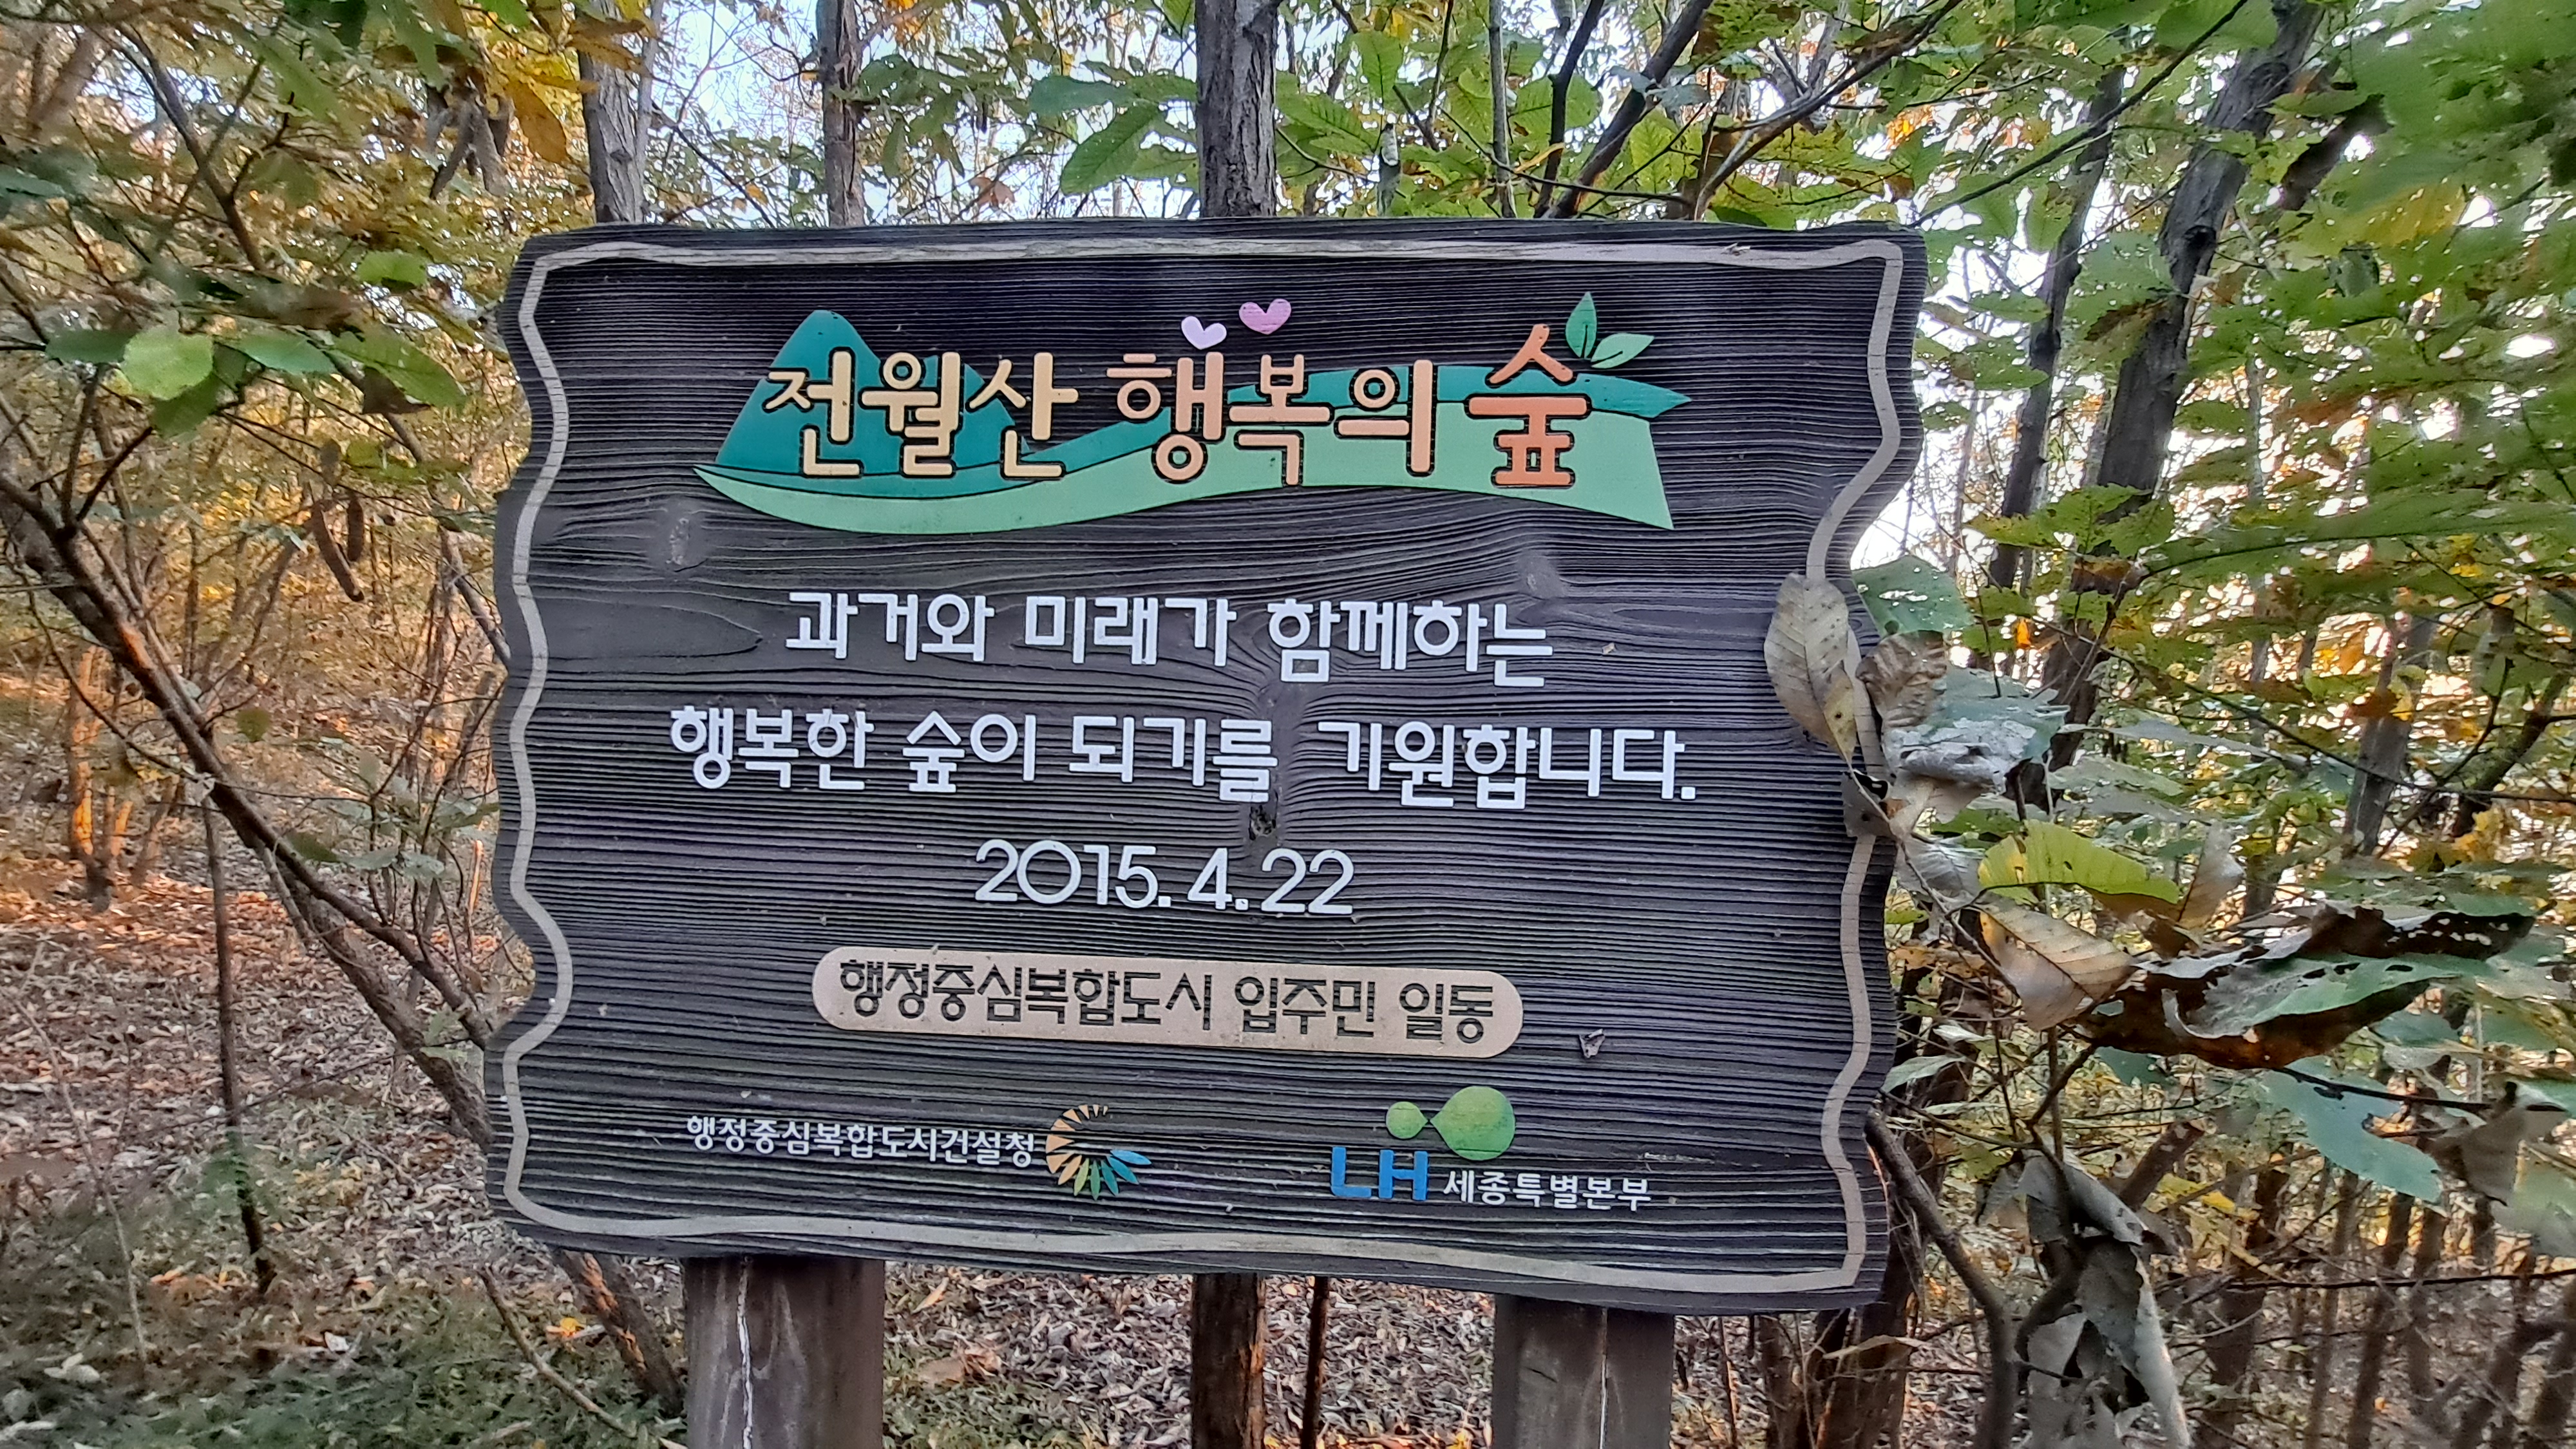 전월산 행복의 숲
과거와 미래가 함께하는
행복한 숲이 되기를 기원합니다.
2015.4.22
행정중심복합도시 입주민 일동
행정중심복합도시건설청
LH 세종특별본부